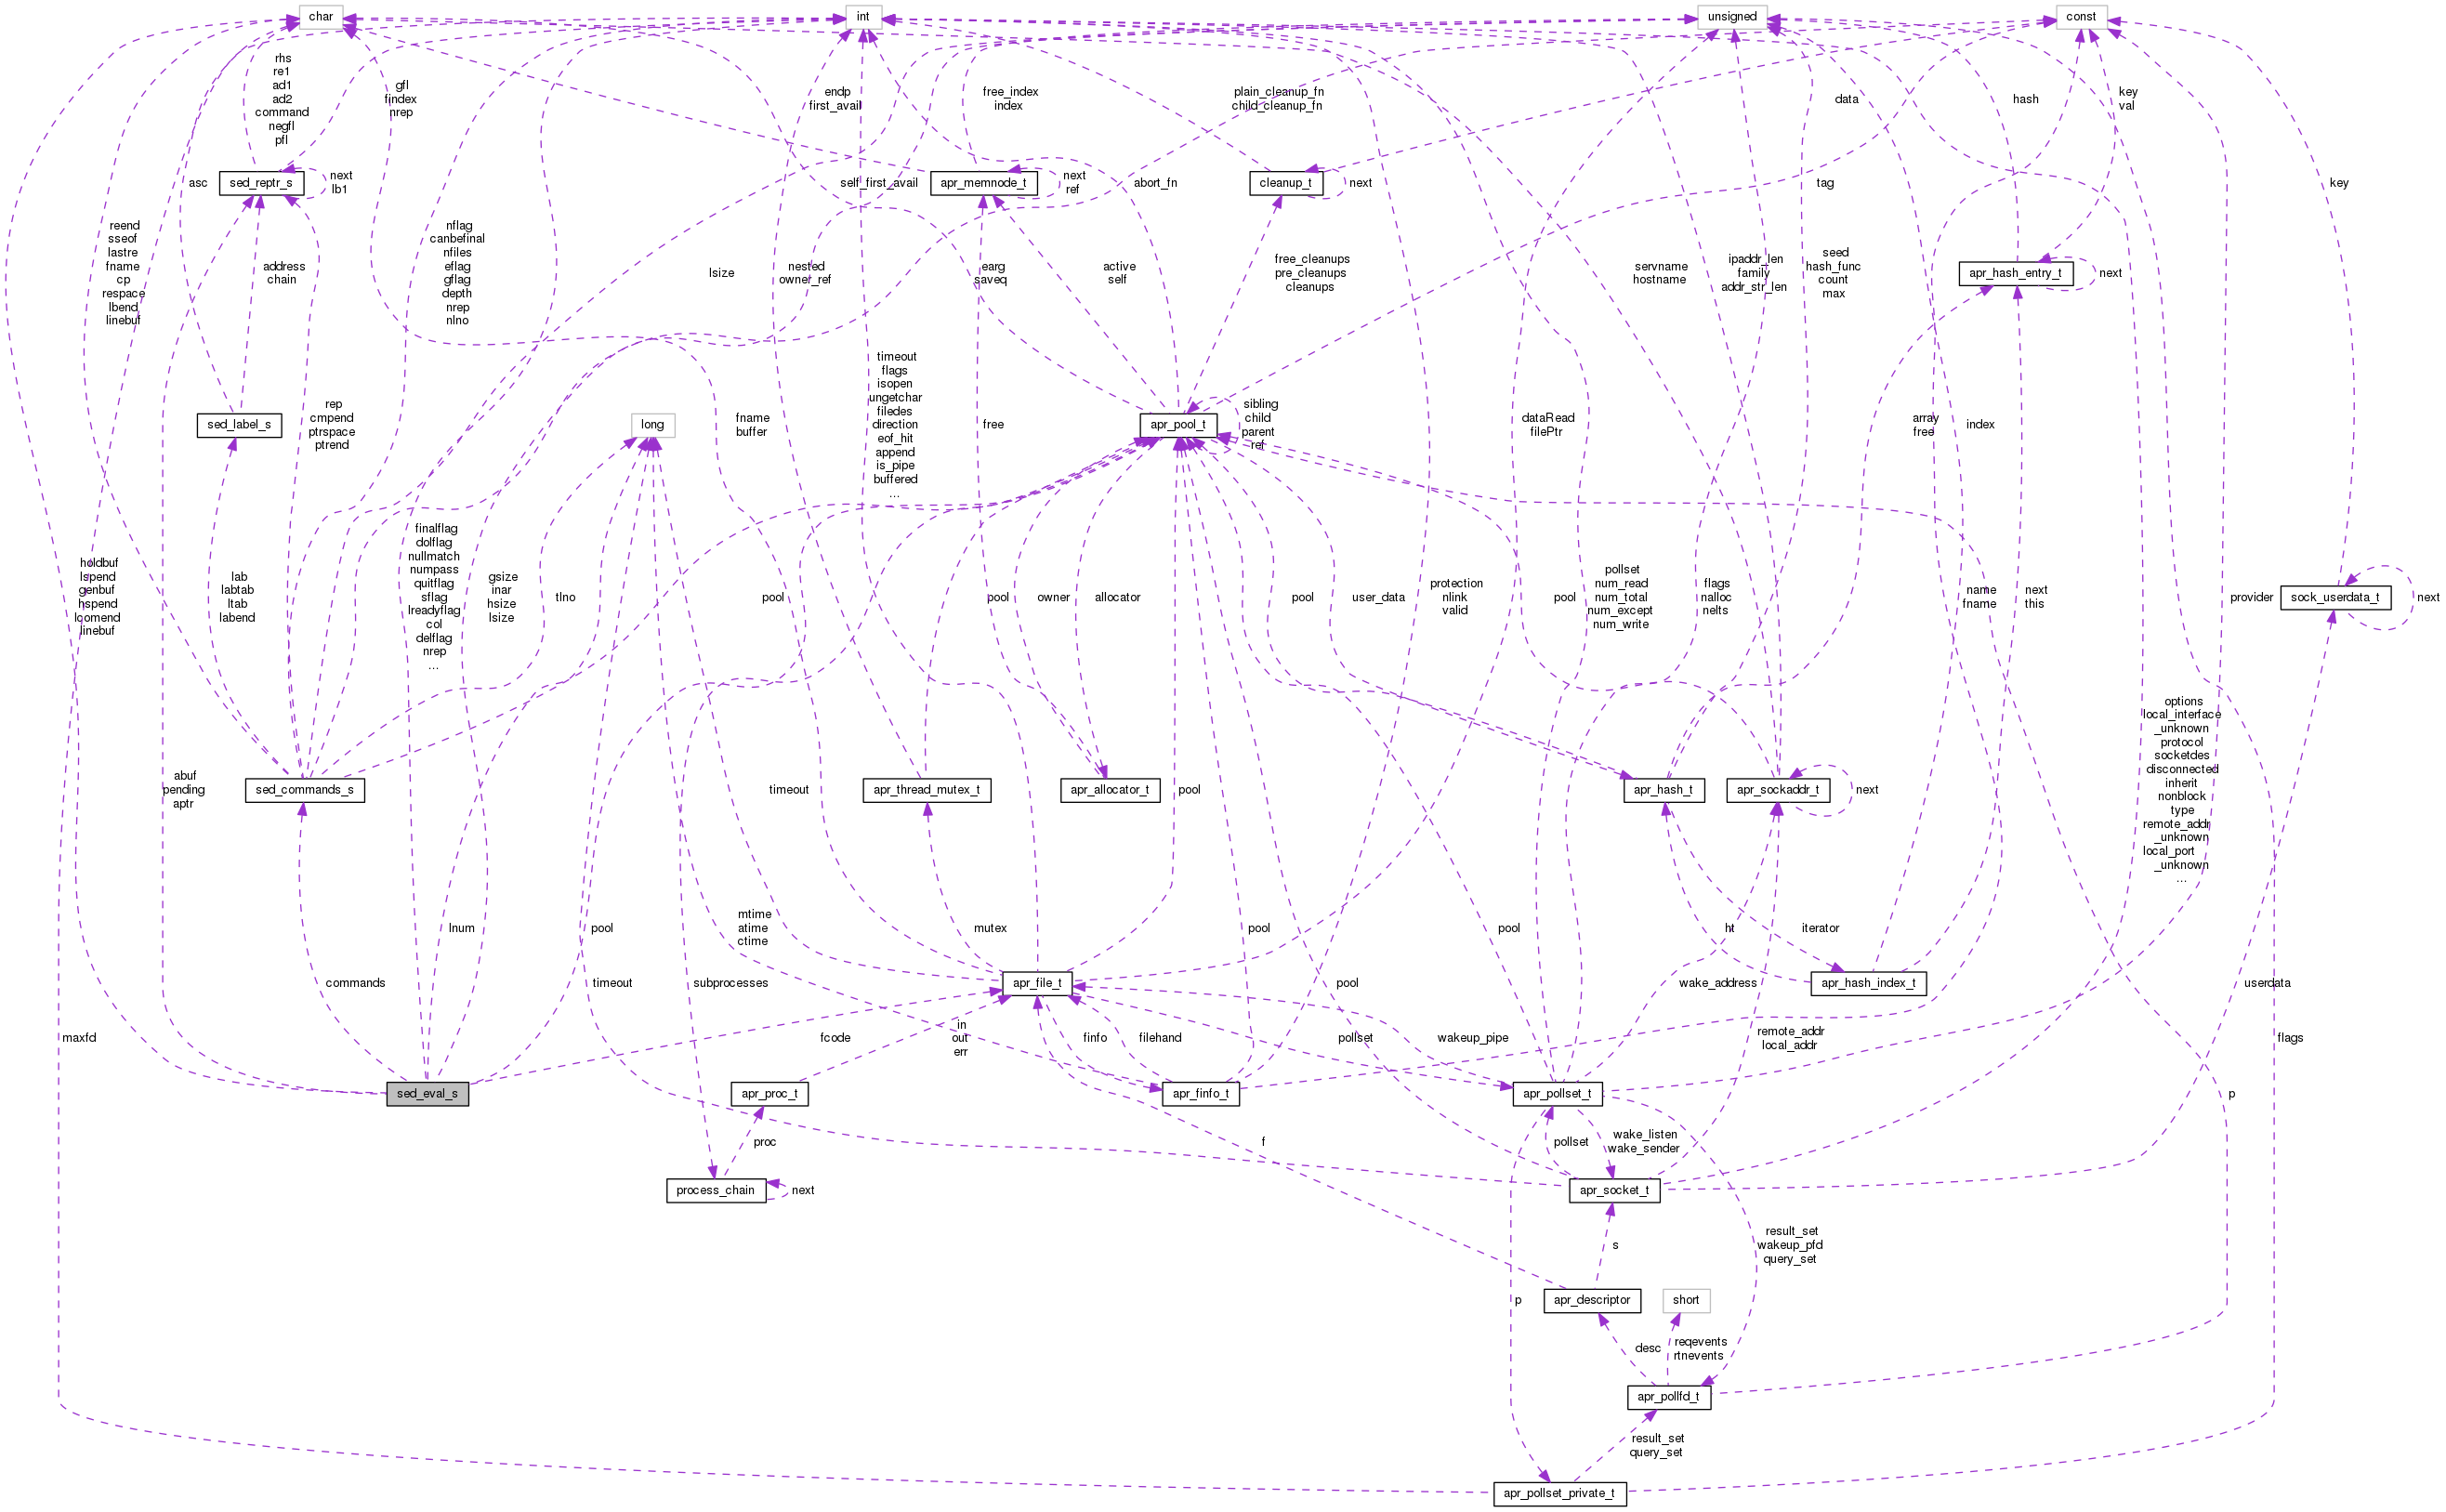 char
int
unsigned
const
rhs
re1
ad1
ad2
command
negfl
pfl
gfl
findex
nrep
endp
first_avail
free_index
index
plain_cleanup_fn
child_cleanup_fn
data
hash
key
val
asc
sed_reptr_s
next
lb1
self_first_avail
apr_memnode_t
next
ref
abort_fn
cleanup_t
next
tag
key
reend
sseof
lastre
fname
cp
respace
lbend
linebuf
address
chain
nflag
canbefinal
nfiles
eflag
gflag
depth
nrep
nlno
lsize
nested
owner_ref
earg
saveq
active
self
free_cleanups
pre_cleanups
cleanups
servname
hostname
ipaddr_len
family
addr_str_len
seed
hash_func
count
max
apr_hash_entry_t
next
sed_label_s
rep
cmpend
ptrspace
ptrend
long
fname
buffer
timeout
flags
isopen
ungetchar
filedes
direction
eof_hit
append
is_pipe
buffered
...
free
apr_pool_t
sibling
child
parent
ref
dataRead
filePtr
array
free
index
holdbuf
lspend
genbuf
hspend
lcomend
linebuf
lab
labtab
ltab
labend
finalflag
dolflag
nullmatch
numpass
quitflag
sflag
lreadyflag
col
delflag
nrep
...
gsize
inar
hsize
lsize
tlno
pool
pool
owner
allocator
pool
user_data
protection
nlink
valid
pool
pollset
num_read
num_total
num_except
num_write
flags
nalloc
nelts
name
fname
next
this
provider
sock_userdata_t
next
abuf
pending
aptr
sed_commands_s
timeout
apr_thread_mutex_t
apr_allocator_t
pool
apr_hash_t
apr_sockaddr_t
next
options
local_interface
_unknown
protocol
socketdes
disconnected
inherit
nonblock
type
remote_addr
_unknown
local_port
_unknown
...
lnum
pool
mtime
atime
ctime
mutex
pool
pool
ht
iterator
commands
timeout
subprocesses
apr_file_t
pool
wake_address
apr_hash_index_t
userdata
maxfd
fcode
in
out
err
finfo
filehand
pollset
wakeup_pipe
remote_addr
local_addr
flags
sed_eval_s
apr_proc_t
apr_finfo_t
apr_pollset_t
p
proc
f
pollset
wake_listen
wake_sender
process_chain
next
apr_socket_t
s
result_set
wakeup_pfd
query_set
p
apr_descriptor
short
desc
reqevents
rtnevents
apr_pollfd_t
result_set
query_set
apr_pollset_private_t